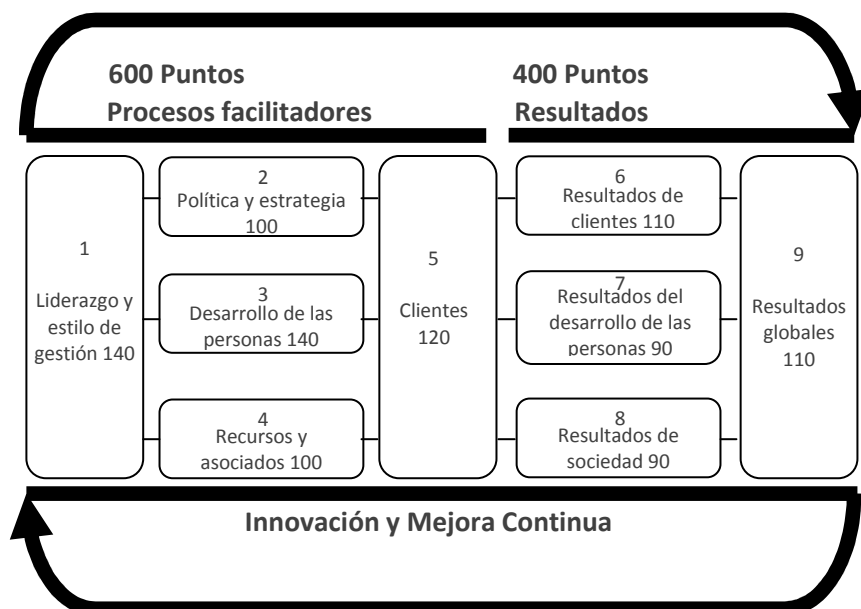 600 Puntos
Procesos facilitadores
400 Puntos
Resultados
1
Liderazgo y
estilo de
gestión 140
2
Política y estrategia
100
3
Desarrollo de las
personas 140
4
Recursos y
asociados 100
5
Clientes
120
6
Resultados de
clientes 110
7
Resultados del
desarrollo de las
personas 90
8
Resultados de
sociedad 90
9
Resultados
globales
110
Innovación y Mejora Continua